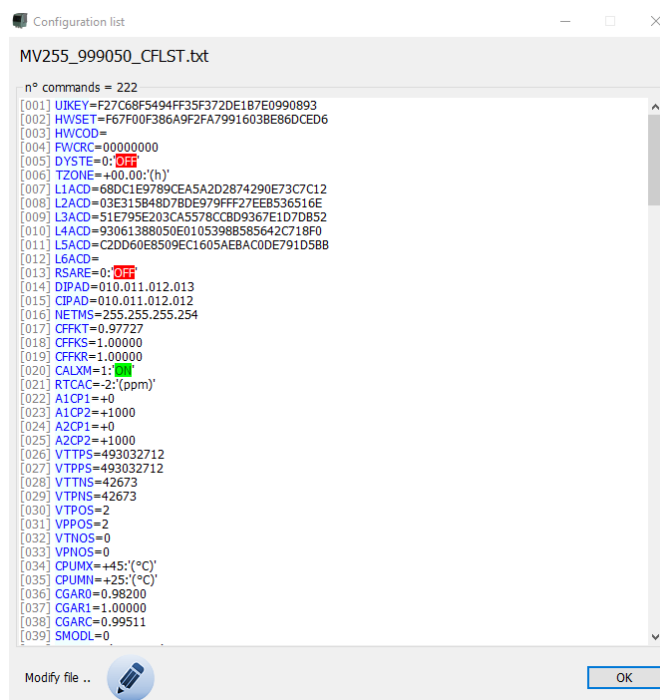 Configuration list
MV255_999050_CFLST.txt
n° commands = 222
[001] UIKEY=F27C68F5494FF35F372DE1B7E0990893
[002] HWSET=F67F00F386A9F2FA7991603BE86DCED6
[003] HWCOD=
[004] FWCRC=00000000
[005] DYSTE=0:'OFF'
[006] TZONE=+00.00:'(h)'
[007] L1ACD=68DC1E9789CEA5A2D2874290E73C7C12
[008] L2ACD=03E315B48D7BDE979FFF27EEB536516E
[009] L3ACD=51E795E203CA5578CCBD9367E1D7DB52
[010] L4ACD=93061388050E0105398B585642C718F0
[011] L5ACD=C2DD60E8509EC1605AEBAC0DE791D5BB
[012] L6ACD=
[013] RSARE=0:'OFF'
[014] DIPAD=010.011.012.013
[015] CIPAD=010.011.012.012
[016] NETMS=255.255.255.254
[017] CFFKT=0.97727
[018] CFFKS=1.00000
[019] CFFKR=1.00000
[020] CALXM=1:'ON'
[021] RTCAC=-2:'(ppm)'
[022] A1CP1=+0
[023] A1CP2=+1000
[024] A2CP1=+0
[025] A2CP2=+1000
[026] VTTPS=493032712
[027] VTPPS=493032712
[028] VTTNS=42673
[029] VTPNS=42673
[030] VTPOS=2
[031] VPPOS=2
[032] VTNOS=0
[033] VPNOS=0
[034] CPUMX=+45:'(°C)'
[035] CPUMN=+25:'(°C)'
[036] CGAR0=0.98200
[037] CGAR1=1.00000
[038] CGARC=0.99511
[039] SMODL=0
Modify file ..
OK